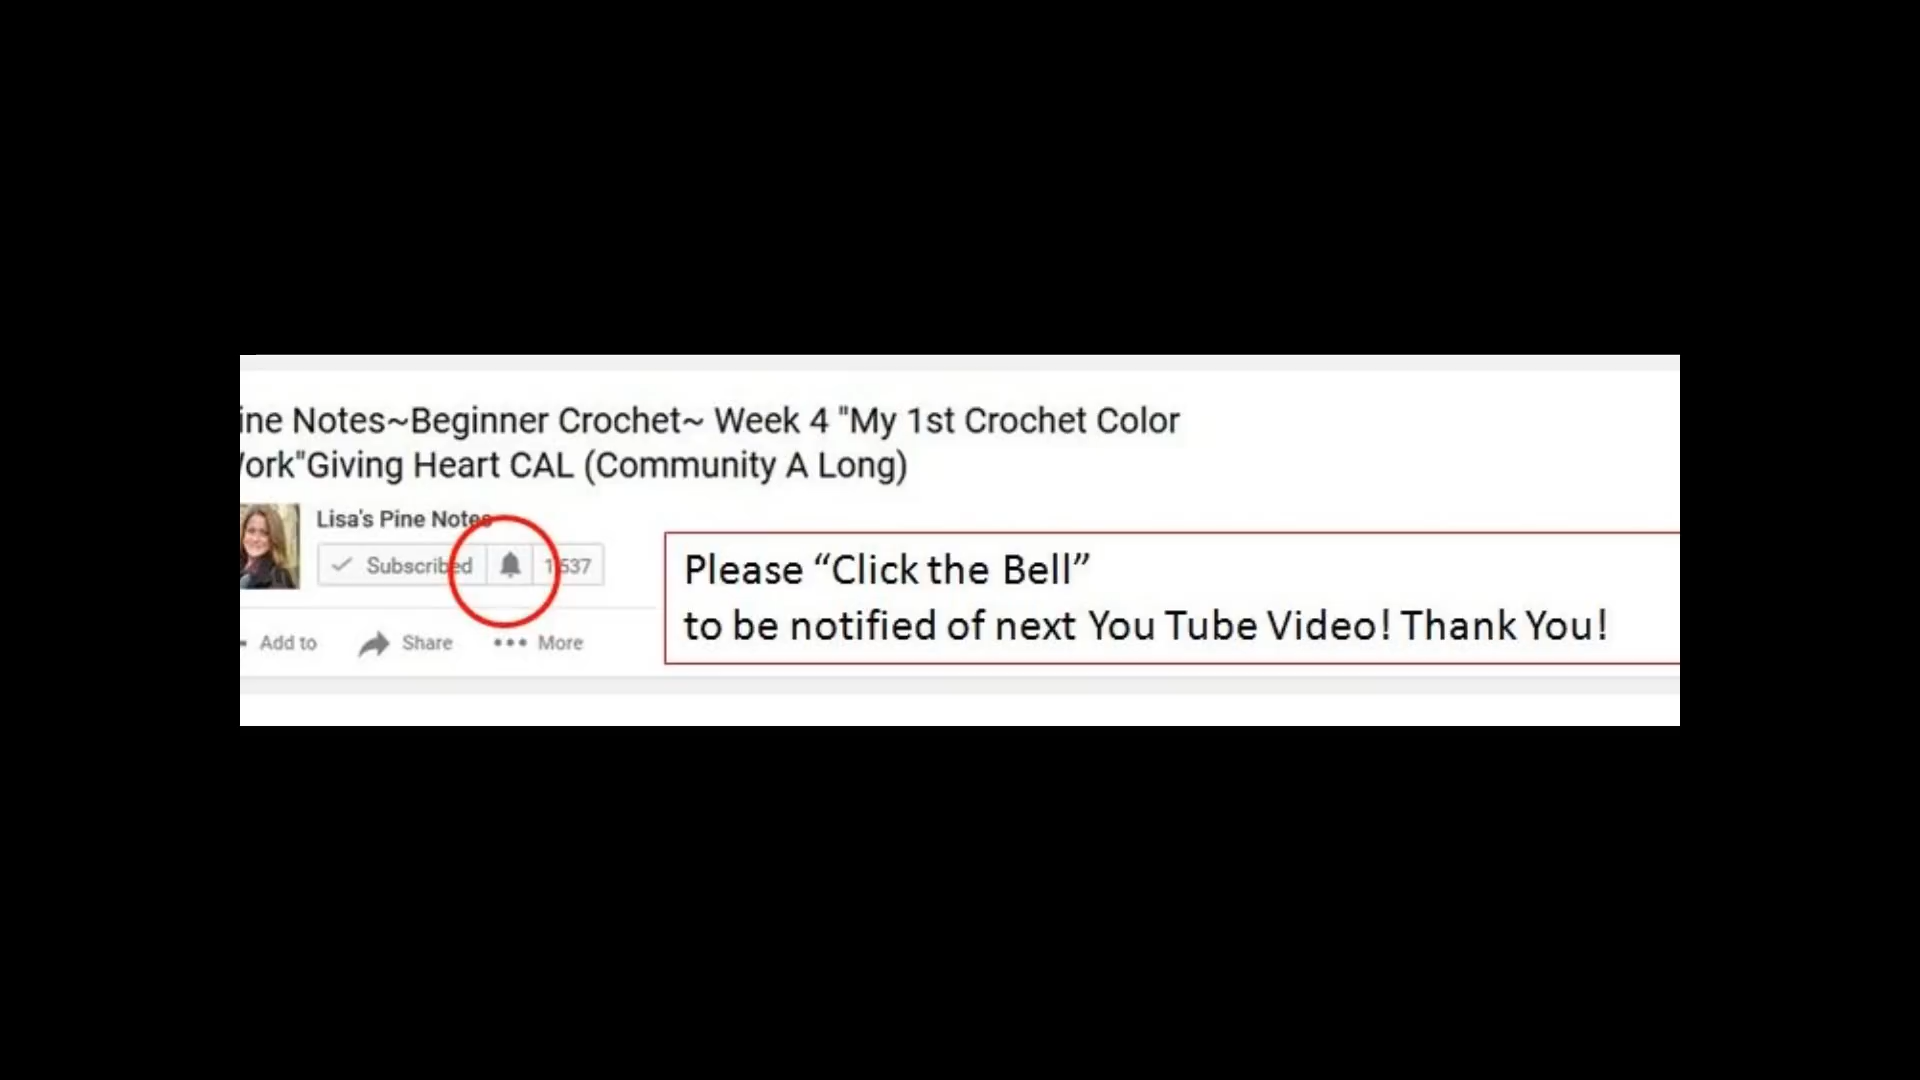 ine Notes~Beginner Crochet~ Week 4 "My 1st Crochet Color
ork"Giving Heart CAL (Community A Long)
Lisa's Pine Notes
Subscribed 1,537
Please “Click the Bell”
to be notified of next You Tube Video! Thank You!
Add to Share More